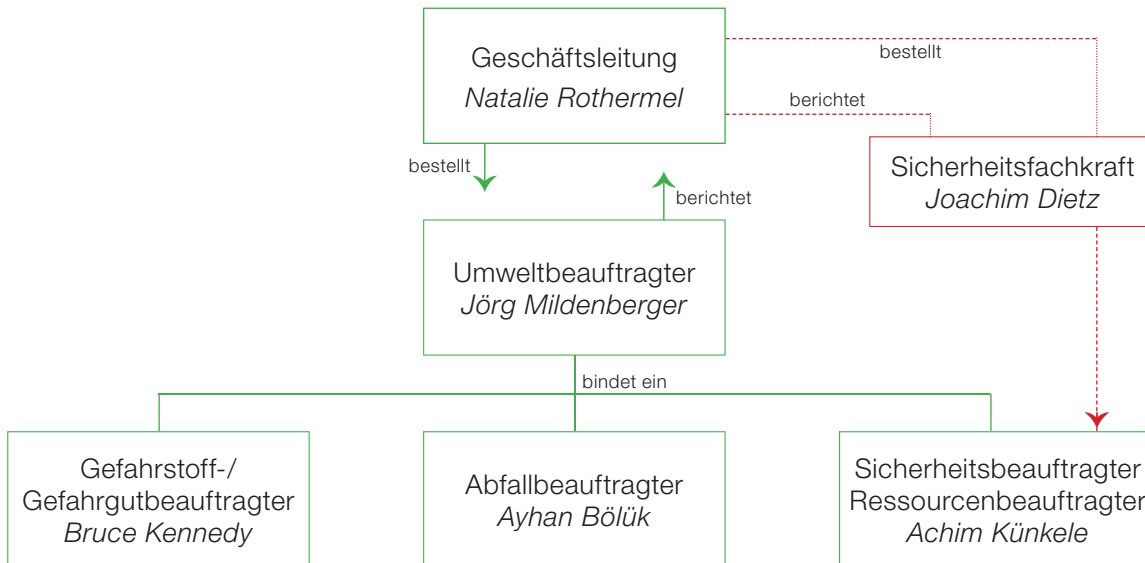 Geschäftsleitung
Natalie Rothermel
bestellt
berichtet
Sicherheitsfachkraft
Joachim Dietz
bestellt
berichtet
Umweltbeauftragter
Jörg Mildenberger
bindet ein
Gefahrstoff-/
Gefahrgutbeauftragter
Bruce Kennedy
Abfallbeauftragter
Ayhan Bölük
Sicherheitsbeauftragter
Ressourcenbeauftragter
Achim Künkele